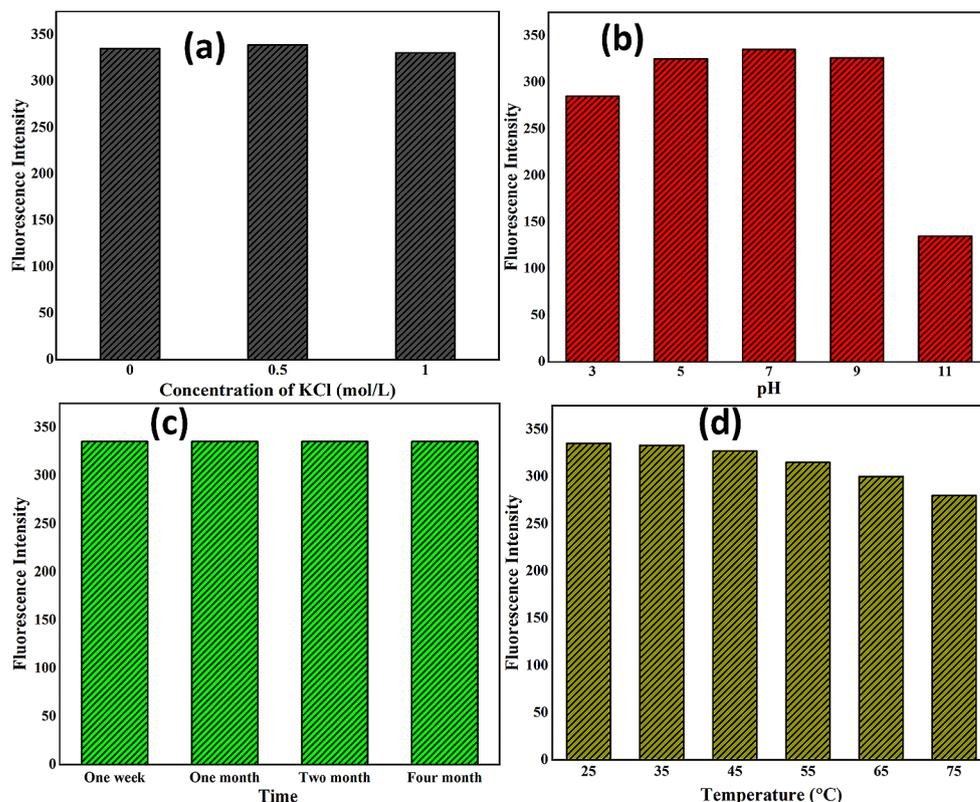 (a)
350
300
250
200
150
100
50
0
Fluorescence Intensity
0 0.5 1
Concentration of KCl (mol/L)
(b)
350
300
250
200
150
100
50
0
Fluorescence Intensity
3 5 7 9 11
pH
(c)
350
300
250
200
150
100
50
0
Fluorescence Intensity
One week One month Two month Four month
Time
(d)
350
300
250
200
150
100
50
0
Fluorescence Intensity
25 35 45 55 65 75
Temperature (°C)